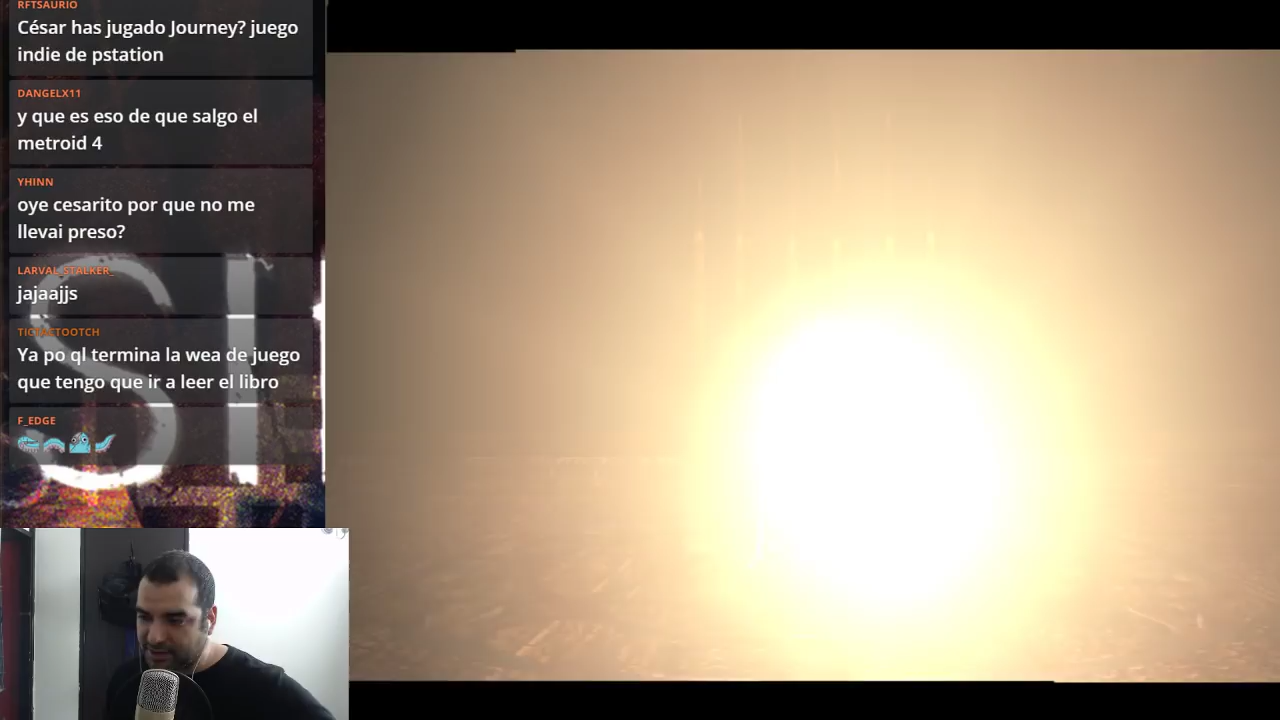 RFTSAURIO
César has jugado Journey? juego
indie de pstation
DANGELX11
y que es eso de que salgo el
metroid 4
YHINN
oye cesarito por que no me
llevai preso?
LARVAL_STALKER_
jajaajjs
TICTACTOOTCH
Ya po ql termina la wea de juego
que tengo que ir a leer el libro
F_EDGE